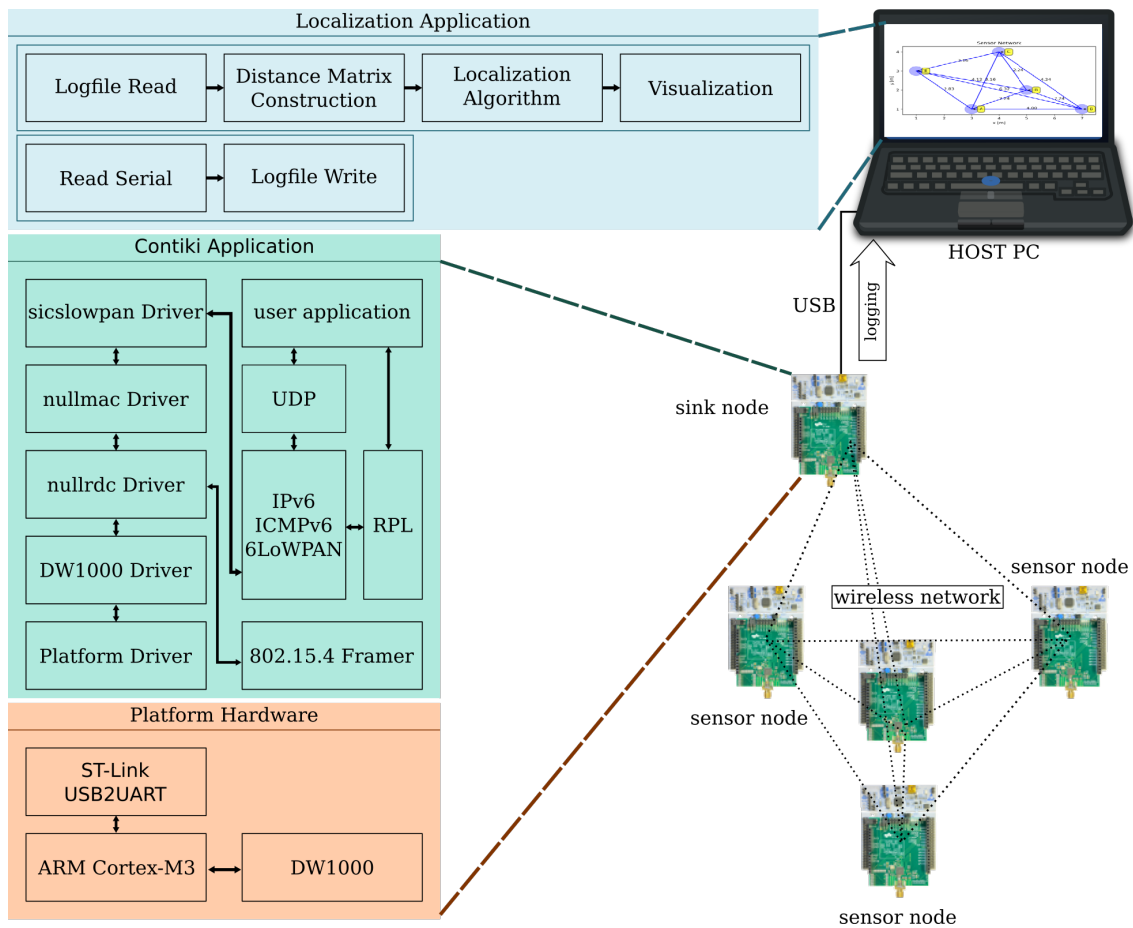 Localization Application
Logfile Read
Distance Matrix
Construction
Localization
Algorithm
Visualization
Read Serial
Logfile Write
Sensor Network
HOST PC
Contiki Application
sicslowpan Driver
user application
nullmac Driver
UDP
nullrdc Driver
IPv6
ICMPv6
6LoWPAN
RPL
DW1000 Driver
Platform Driver
802.15.4 Framer
Platform Hardware
ST-Link
USB2UART
ARM Cortex-M3
DW1000
USB
logging
sink node
wireless network
sensor node
sensor node
sensor node